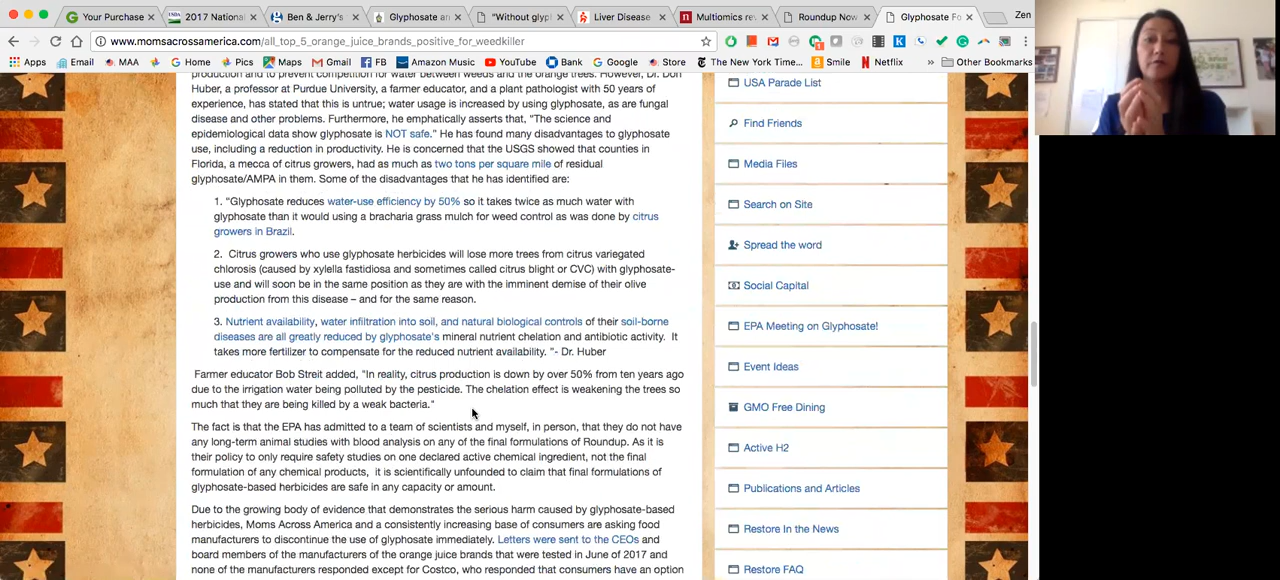 Your Purchase
2017 National
Ben & Jerry's
Glyphosate an
"Without glyp
Liver Disease
Multiomics rev
Roundup Now
Glyphosate Fo
Zen
www.momsacrossamerica.com/all_top_5_orange_juice_brands_positive_for_weedkiller
Apps
Email
MAA
Home
Pics
Maps
Gmail
FB
Amazon Music
YouTube
Bank
Google
Store
The New York Time...
Smile
Netflix
»
Other Bookmarks
production and to prevent competition for water between weeds and the orange trees. However, Dr. Don
Huber, a professor at Purdue University, a farmer educator, and a plant pathologist with 50 years of
experience, has stated that this is untrue; water usage is increased by using glyphosate, as are fungal
disease and other problems. Furthermore, he emphatically asserts that, "The science and
epidemiological data show glyphosate is NOT safe." He has found many disadvantages to glyphosate
use, including a reduction in productivity. He is concerned that the USGS showed that counties in
Florida, a mecca of citrus growers, had as much as two tons per square mile of residual
glyphosate/AMPA in them. Some of the disadvantages that he has identified are:
1. "Glyphosate reduces water-use efficiency by 50% so it takes twice as much water with
glyphosate than it would using a bracharia grass mulch for weed control as was done by citrus
growers in Brazil.
2. Citrus growers who use glyphosate herbicides will lose more trees from citrus variegated
chlorosis (caused by xylella fastidiosa and sometimes called citrus blight or CVC) with glyphosate-
use and will soon be in the same position as they are with the imminent demise of their olive
production from this disease – and for the same reason.
3. Nutrient availability, water infiltration into soil, and natural biological controls of their soil-borne
diseases are all greatly reduced by glyphosate's mineral nutrient chelation and antibiotic activity. It
takes more fertilizer to compensate for the reduced nutrient availability. "- Dr. Huber
Farmer educator Bob Streit added, "In reality, citrus production is down by over 50% from ten years ago
due to the irrigation water being polluted by the pesticide. The chelation effect is weakening the trees so
much that they are being killed by a weak bacteria."
The fact is that the EPA has admitted to a team of scientists and myself, in person, that they do not have
any long-term animal studies with blood analysis on any of the final formulations of Roundup. As it is
their policy to only require safety studies on one declared active chemical ingredient, not the final
formulation of any chemical products, it is scientifically unfounded to claim that final formulations of
glyphosate-based herbicides are safe in any capacity or amount.
Due to the growing body of evidence that demonstrates the serious harm caused by glyphosate-based
herbicides, Moms Across America and a consistently increasing base of consumers are asking food
manufacturers to discontinue the use of glyphosate immediately. Letters were sent to the CEOs and
board members of the manufacturers of the orange juice brands that were tested in June of 2017 and
none of the manufacturers responded except for Costco, who responded that consumers have an option
USA Parade List
Find Friends
Media Files
Search on Site
Spread the word
Social Capital
EPA Meeting on Glyphosate!
Event Ideas
GMO Free Dining
Active H2
Publications and Articles
Restore In the News
Restore FAQ